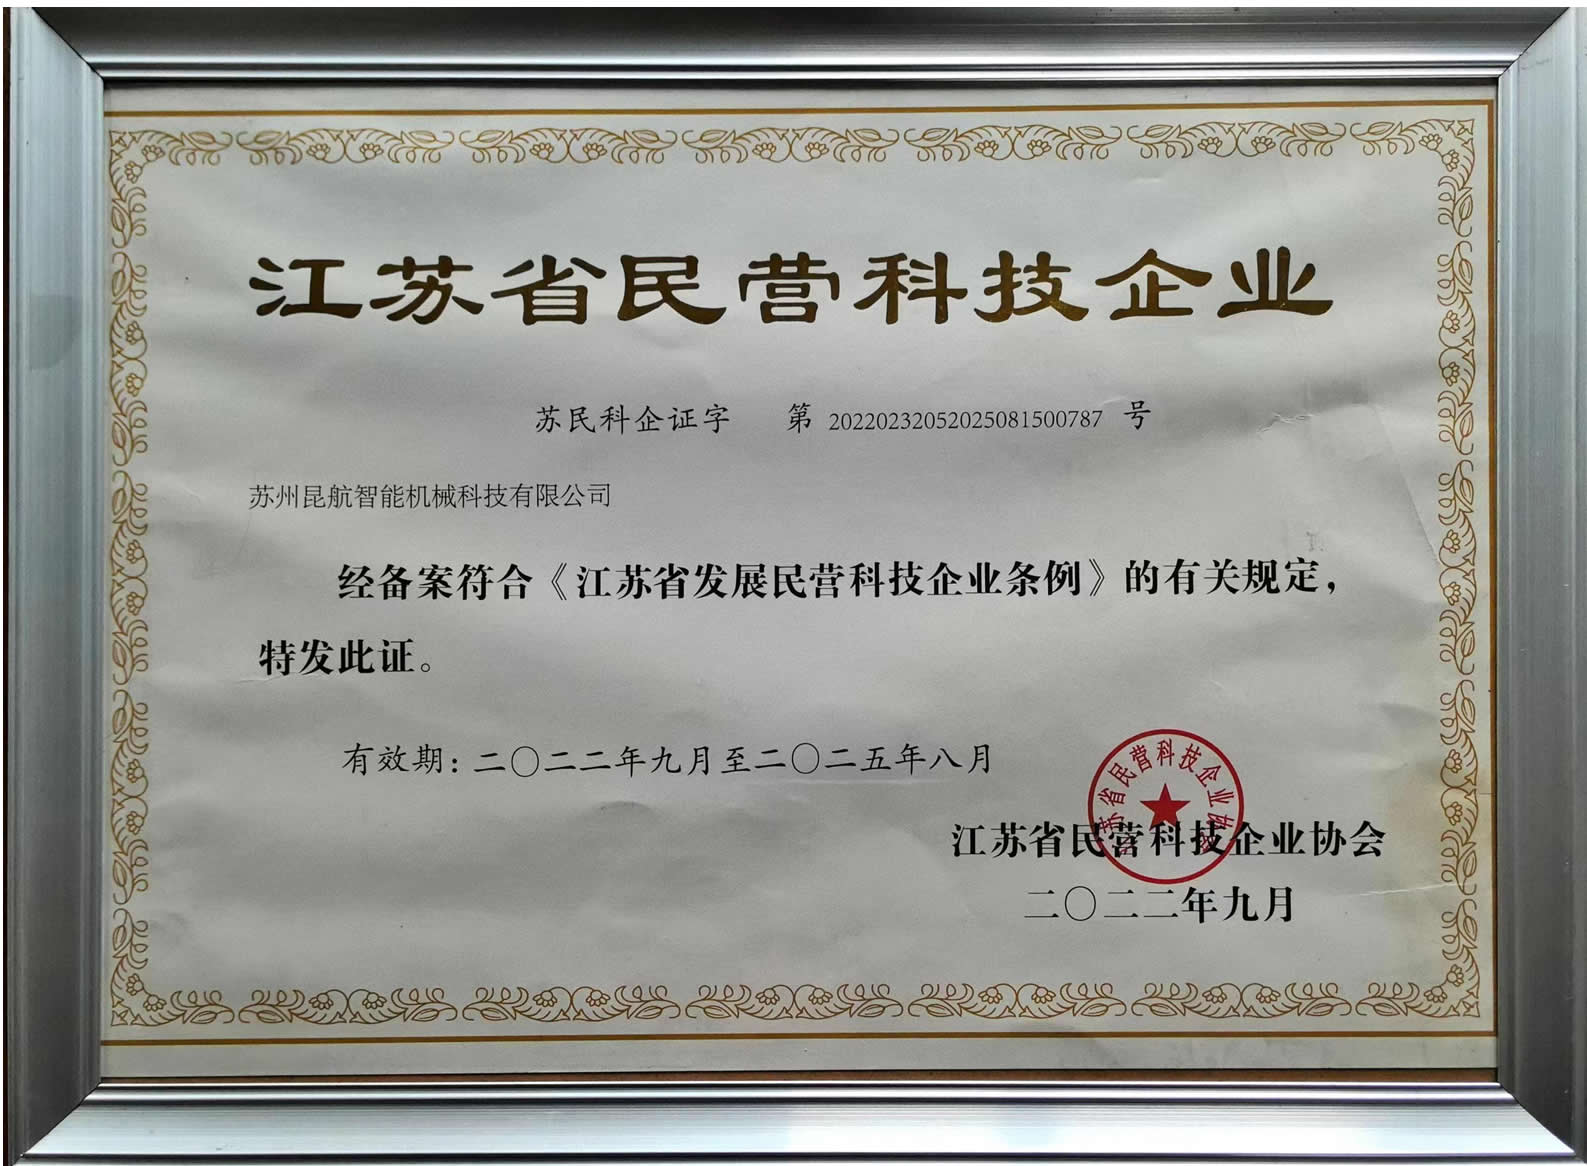 江苏省民营科技企业
苏民科企证字 第 20220232052025081500787 号
苏州昆航智能机械科技有限公司
经备案符合《江苏省发展民营科技企业条例》的有关规定，
特发此证。
有效期：二〇二二年九月至二〇二五年八月
江苏省民营科技企业协会
江苏省民营科技企业协会
二〇二二年九月